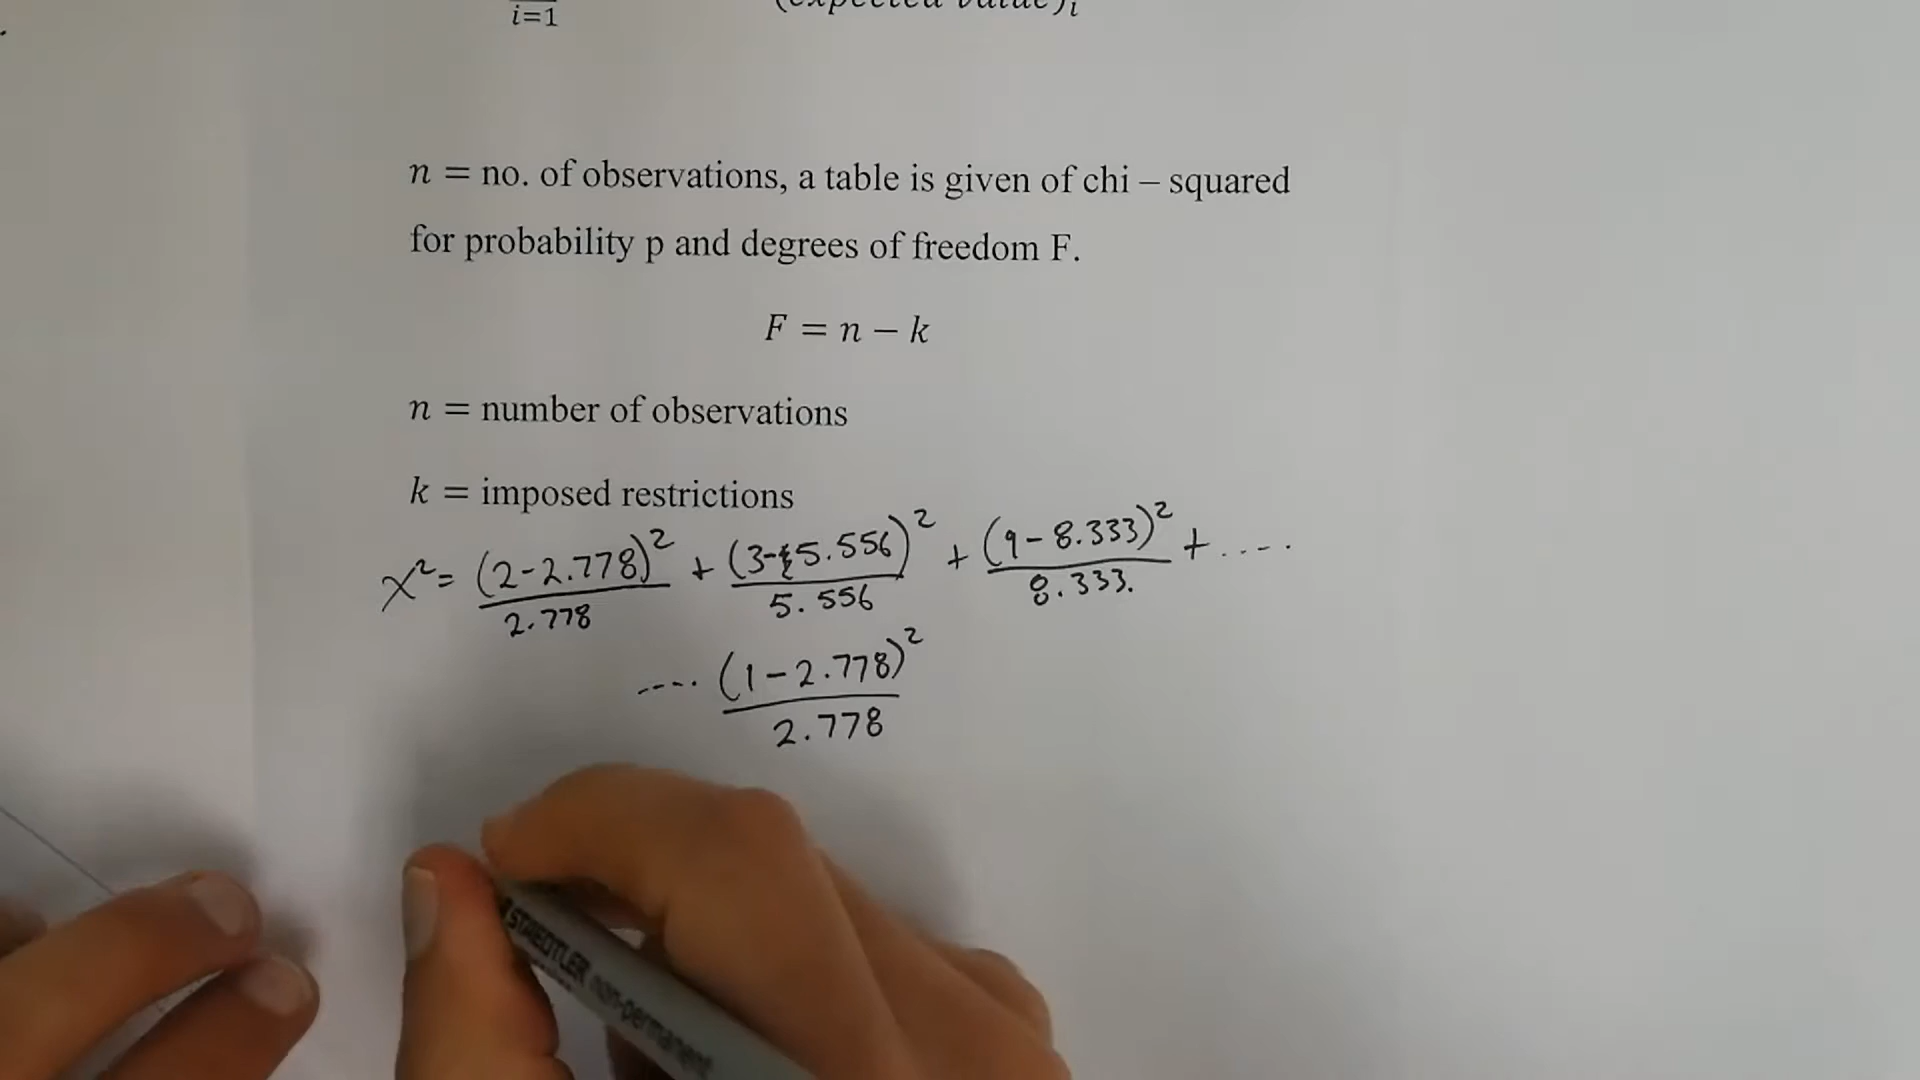 i=1
(expected value)i
n = no. of observations, a table is given of chi – squared
for probability p and degrees of freedom F.
F = n − k
n = number of observations
k = imposed restrictions
χ² = (2-2.778)²/2.778 + (3-5.556)²/5.556 + (9-8.333)²/8.333. + ....
.... (1-2.778)²/2.778
STAEDTLER non-permanent